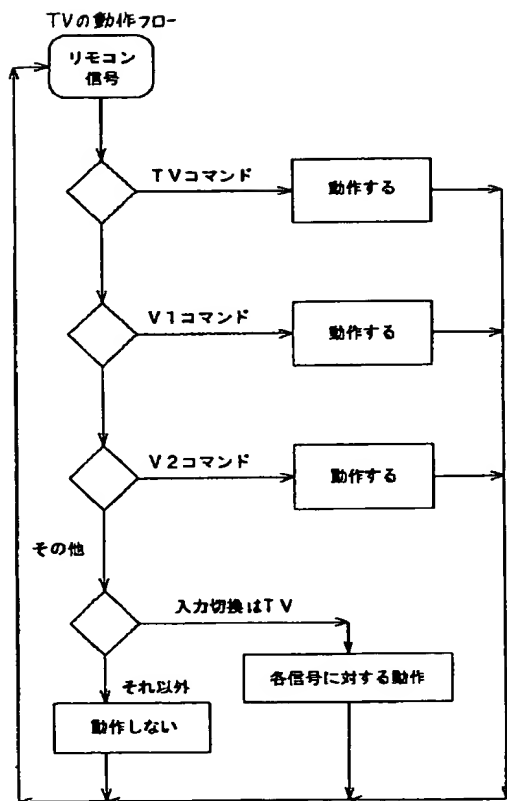 TVの動作フロー
リモコン
信号
TVコマンド
動作する
V1コマンド
動作する
V2コマンド
動作する
その他
入力切換はTV
各信号に対する動作
それ以外
動作しない